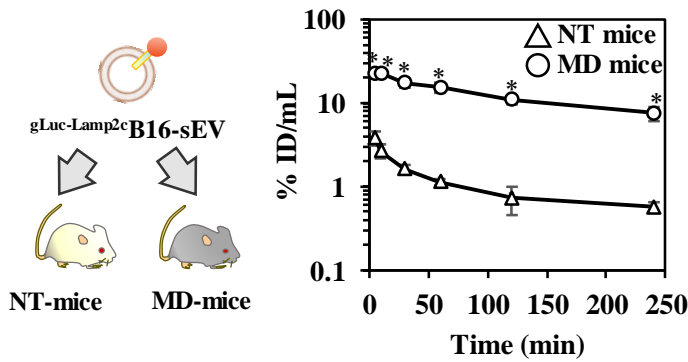 gLuc-Lamp2cB16-sEV
NT-mice
MD-mice
% ID/mL
100
10
1
0.1
NT mice
MD mice
* * * * * *
0 50 100 150 200 250
Time (min)